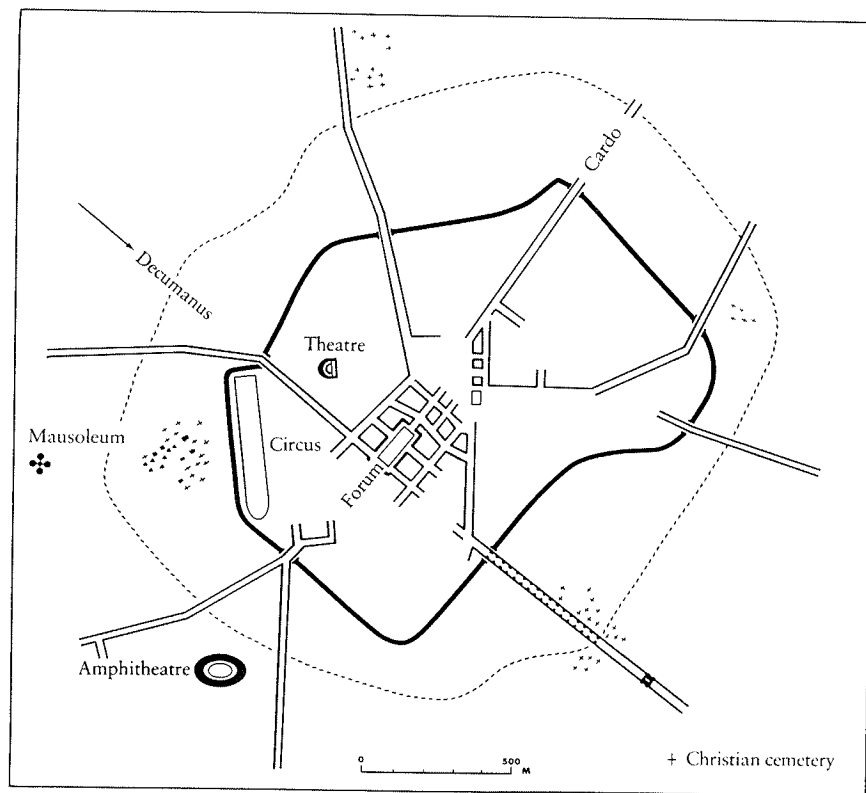 Cardo
Decumanus
Theatre
Mausoleum
Circus
Forum
Amphitheatre
0 500
M
+ Christian cemetery